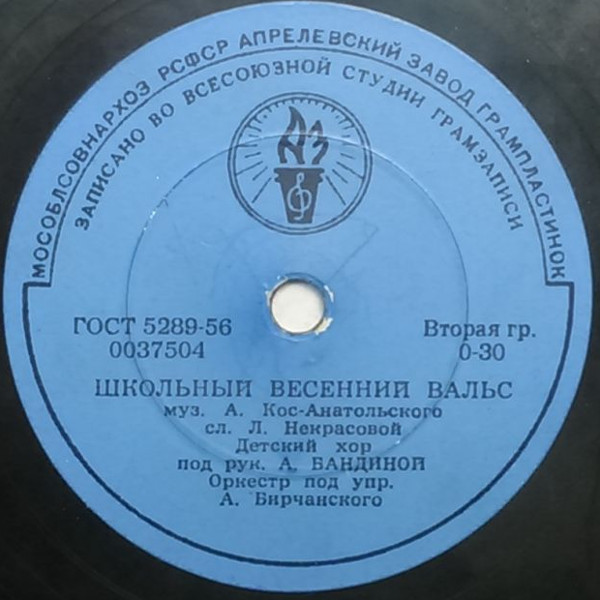 МОСОБЛСОВНАРХОЗ РСФСР АПРЕЛЕВСКИЙ ЗАВОД ГРАМПЛАСТИНОК
ЗАПИСАНО ВО ВСЕСОЮЗНОЙ СТУДИИ ГРАМЗАПИСИ
ГОСТ 5289-56
0037504
Вторая гр.
0-30
ШКОЛЬНЫЙ ВЕСЕННИЙ ВАЛЬС
муз. А. Кос-Анатольского
сл. Л. Некрасовой
Детский хор
под рук. А. БАНДИНОЙ
Оркестр под упр.
А. Бирчанского